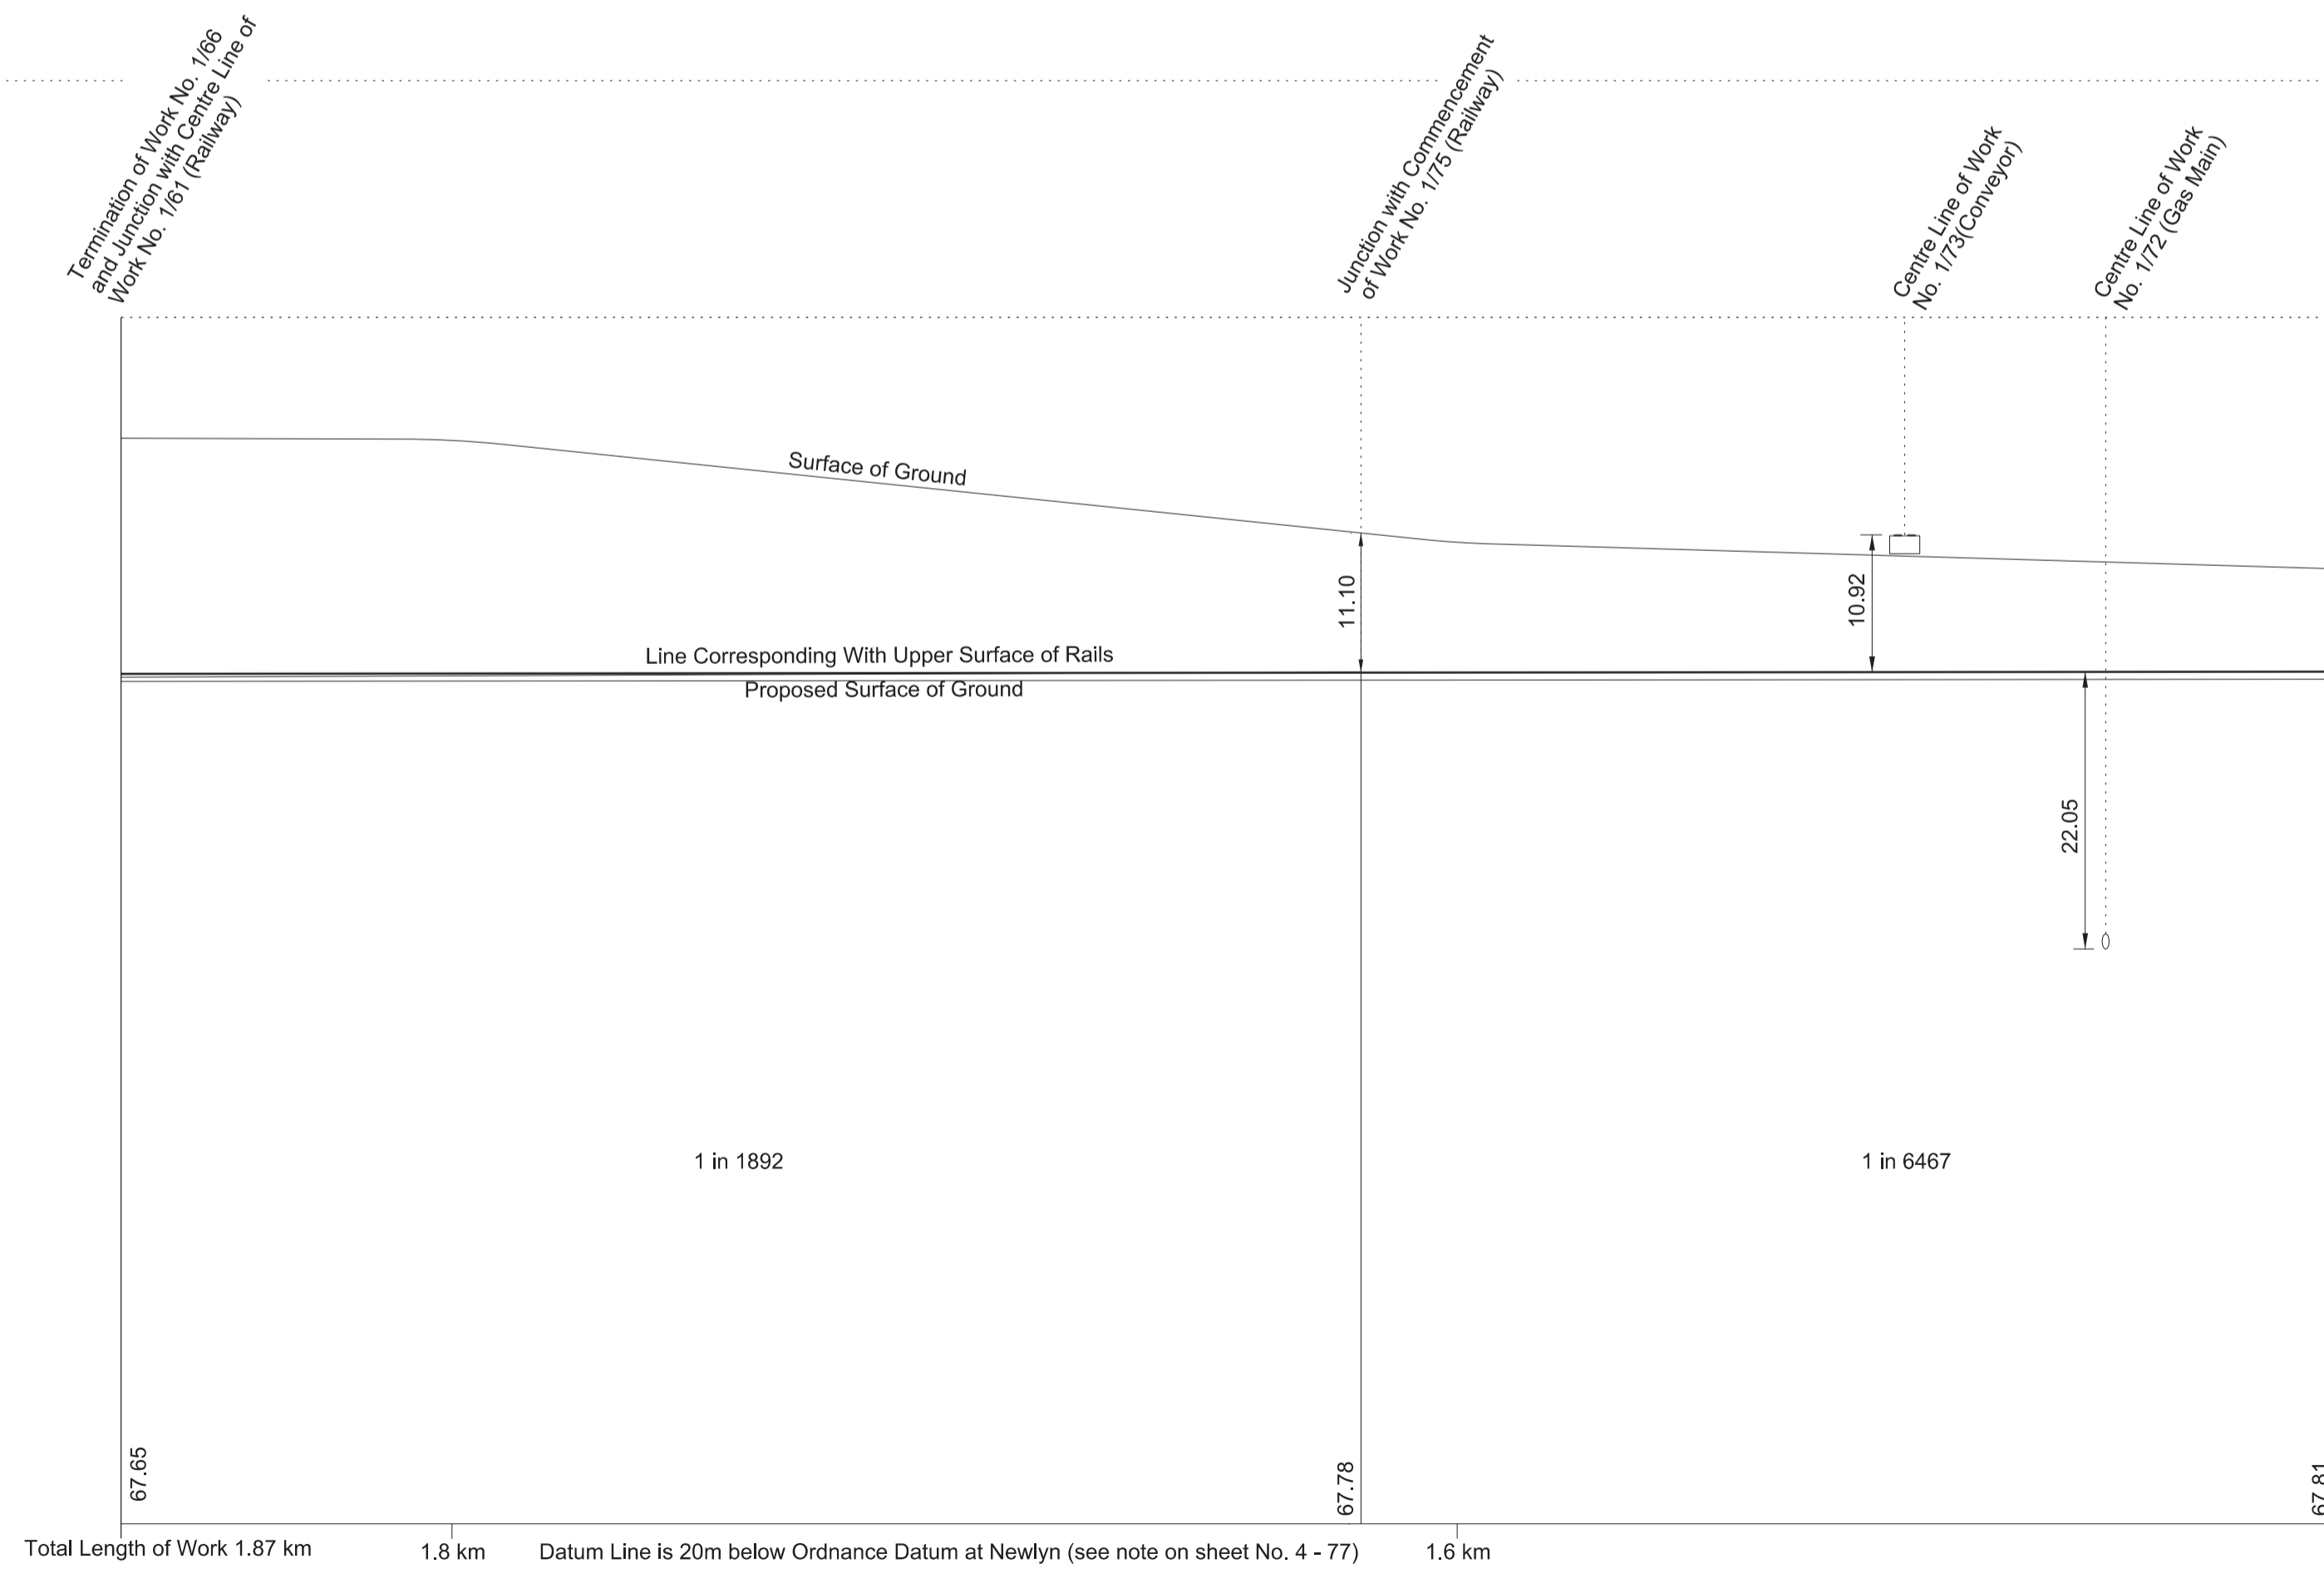 Termination of Work No. 1/66
and Junction with Centre Line of
Work No. 1/61 (Railway)
Junction with Commencement
of Work No. 1/75 (Railway)
Centre Line of Work
No. 1/73(Conveyor)
Centre Line of Work
No. 1/72 (Gas Main)
Surface of Ground
11.10
10.92
Line Corresponding With Upper Surface of Rails
Proposed Surface of Ground
22.05
1 in 1892
1 in 6467
67.65
67.78
67.81
Total Length of Work 1.87 km
1.8 km
Datum Line is 20m below Ordnance Datum at Newlyn (see note on sheet No. 4 - 77)
1.6 km